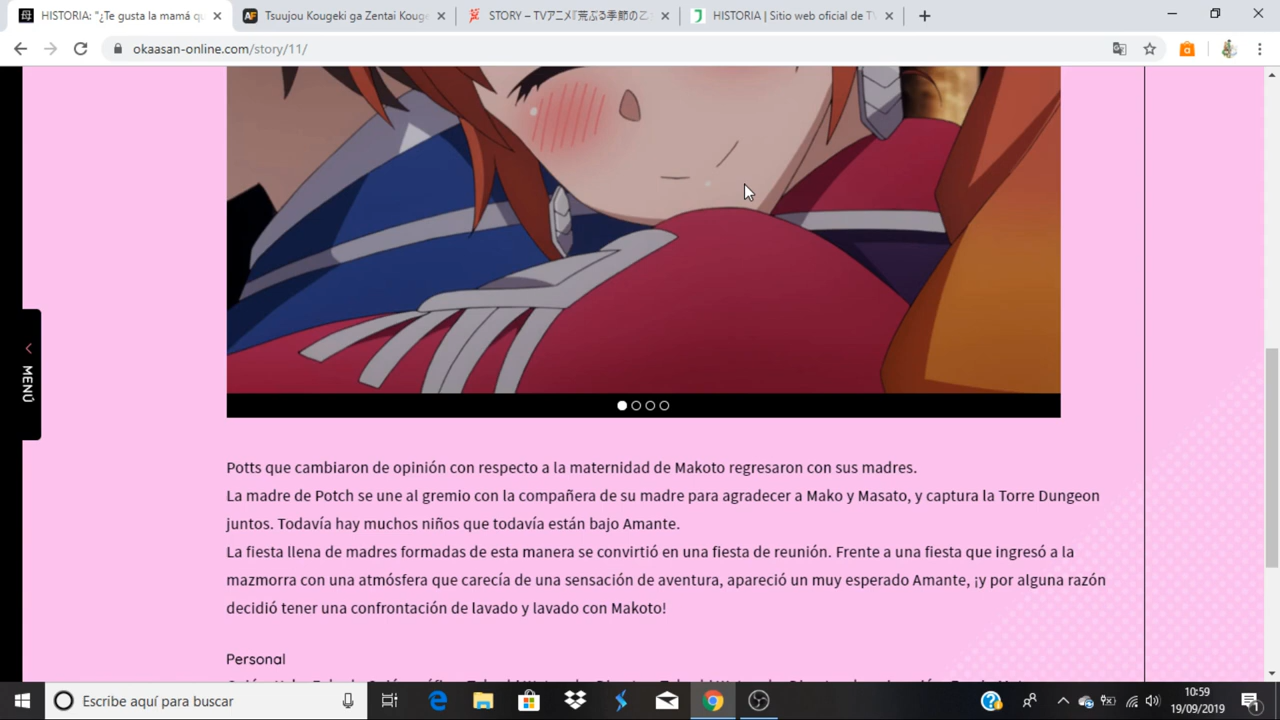 HISTORIA: "¿Te gusta la mamá qu
Tsuujou Kougeki ga Zentai Kouge
STORY – TVアニメ『荒ぶる季節の乙
HISTORIA | Sitio web oficial de TV
okaasan-online.com/story/11/
MENÚ
Potts que cambiaron de opinión con respecto a la maternidad de Makoto regresaron con sus madres.
La madre de Potch se une al gremio con la compañera de su madre para agradecer a Mako y Masato, y captura la Torre Dungeon
juntos. Todavía hay muchos niños que todavía están bajo Amante.
La fiesta llena de madres formadas de esta manera se convirtió en una fiesta de reunión. Frente a una fiesta que ingresó a la
mazmorra con una atmósfera que carecía de una sensación de aventura, apareció un muy esperado Amante, ¡y por alguna razón
decidió tener una confrontación de lavado y lavado con Makoto!
Personal
Escribe aquí para buscar
10:59
19/09/2019